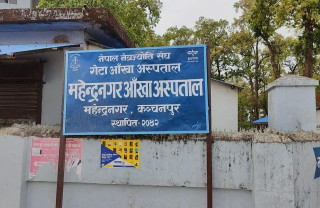 नेपाल नेत्रज्योति संघ
गेटा आँखा अस्पताल
महेन्द्रनगर आँखा अस्पताल
महेन्द्रनगर, कञ्चनपुर
स्थापित-२०४२